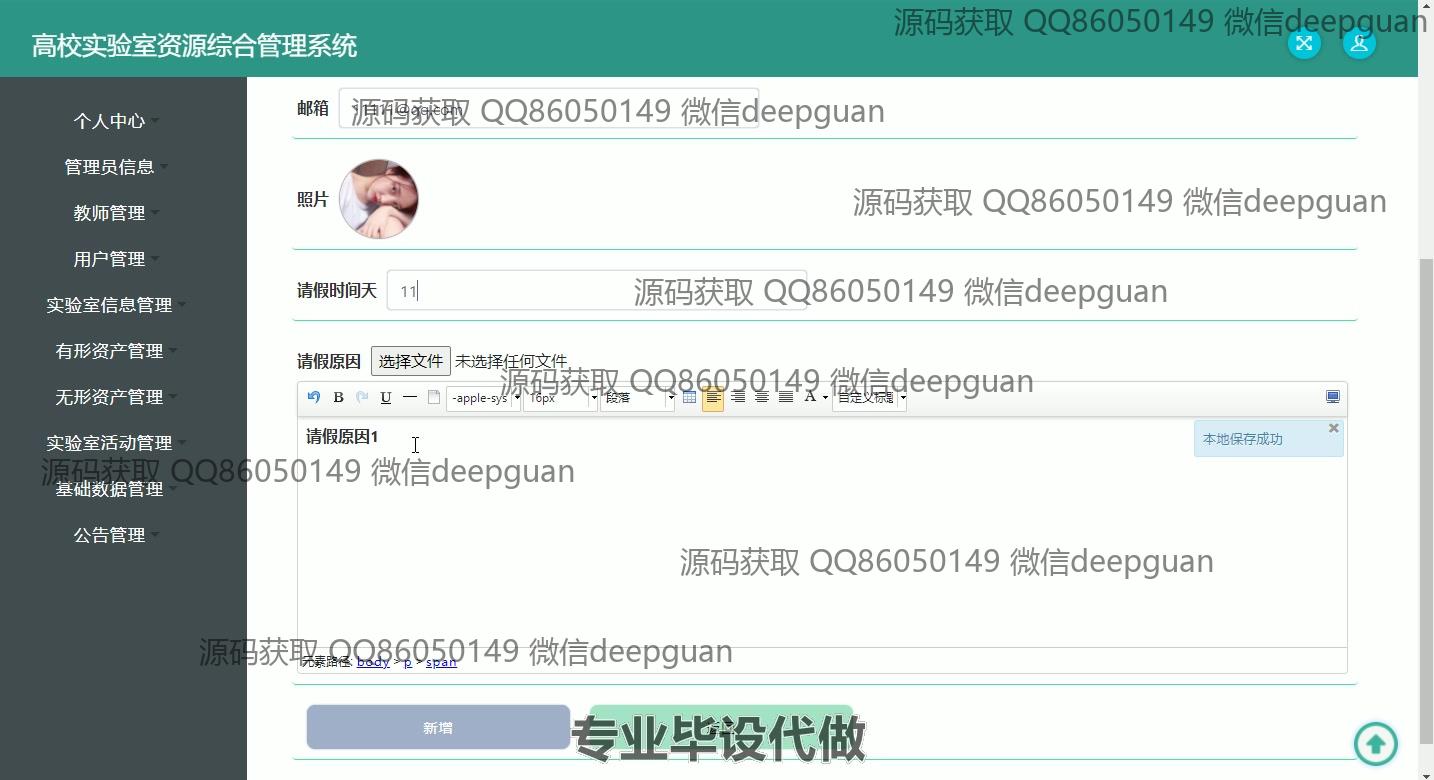 源码获取 QQ86050149 微信deepguan
高校实验室资源综合管理系统
个人中心
管理员信息
教师管理
用户管理
实验室信息管理
有形资产管理
无形资产管理
实验室活动管理
基础数据管理
公告管理
邮箱
源码获取 QQ86050149 微信deepguan
照片
源码获取 QQ86050149 微信deepguan
请假时间天 11
源码获取 QQ86050149 微信deepguan
请假原因 选择文件 未选择任何文件
源码获取 QQ86050149 微信deepguan
B U -apple-sys 16px 段落 A 自定义标题
请假原因1
本地保存成功
源码获取 QQ86050149 微信deepguan
源码获取 QQ86050149 微信deepguan
源码获取 QQ86050149 微信deepguan
元素路径: body > p > span
新增
专业毕设代做